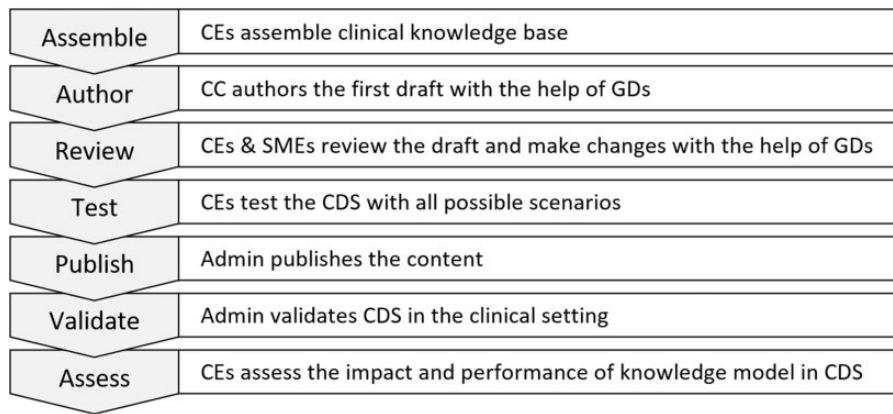 Assemble CEs assemble clinical knowledge base
Author CC authors the first draft with the help of GDs
Review CEs & SMEs review the draft and make changes with the help of GDs
Test CEs test the CDS with all possible scenarios
Publish Admin publishes the content
Validate Admin validates CDS in the clinical setting
Assess CEs assess the impact and performance of knowledge model in CDS